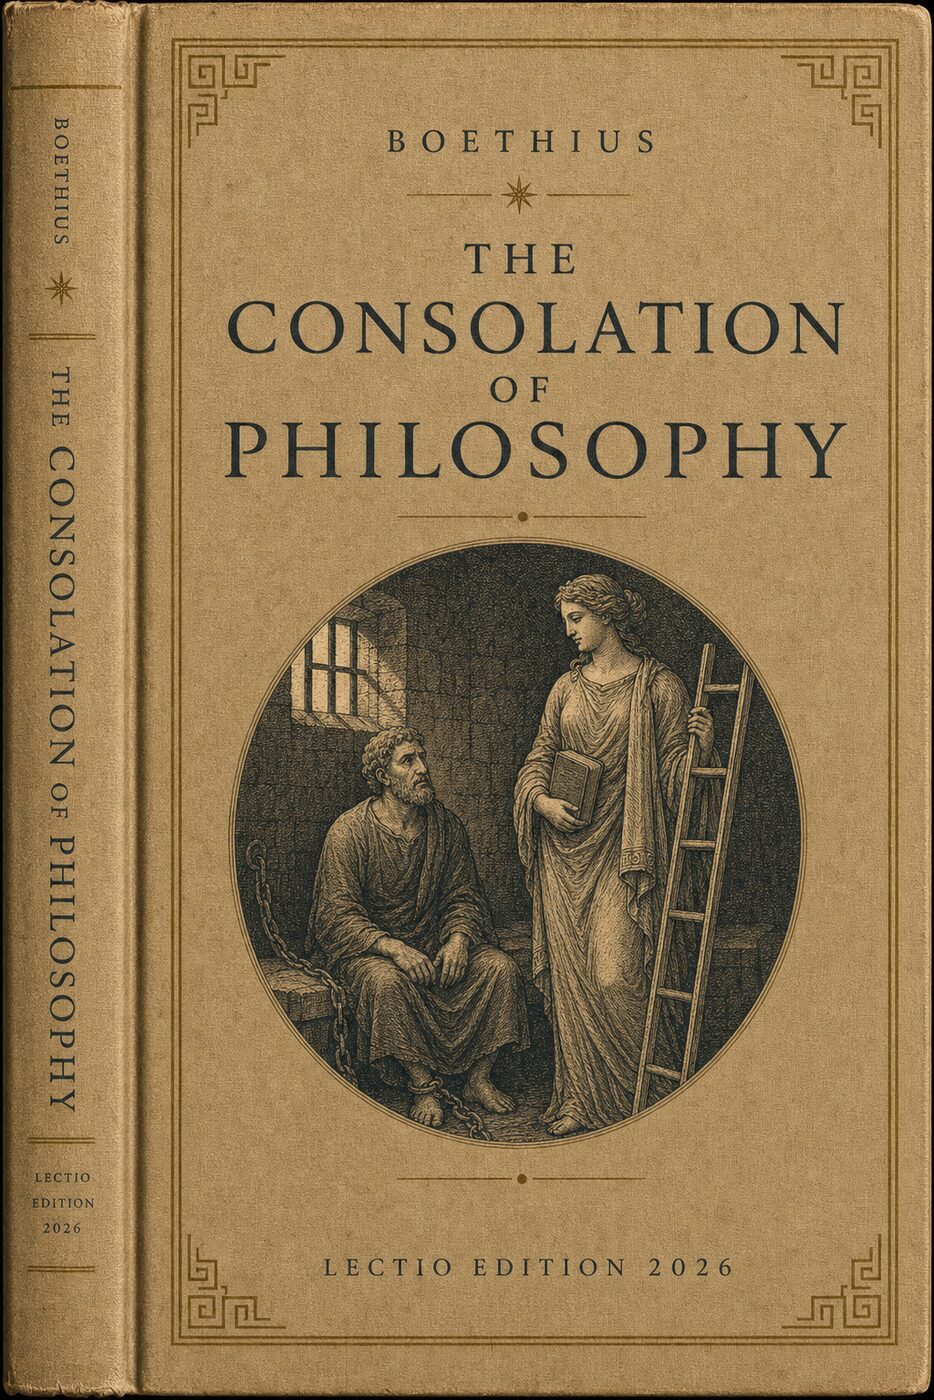 BOETHIUS
THE CONSOLATION OF PHILOSOPHY
LECTIO
EDITION
2026
BOETHIUS
THE
CONSOLATION
OF
PHILOSOPHY
LECTIO EDITION 2026